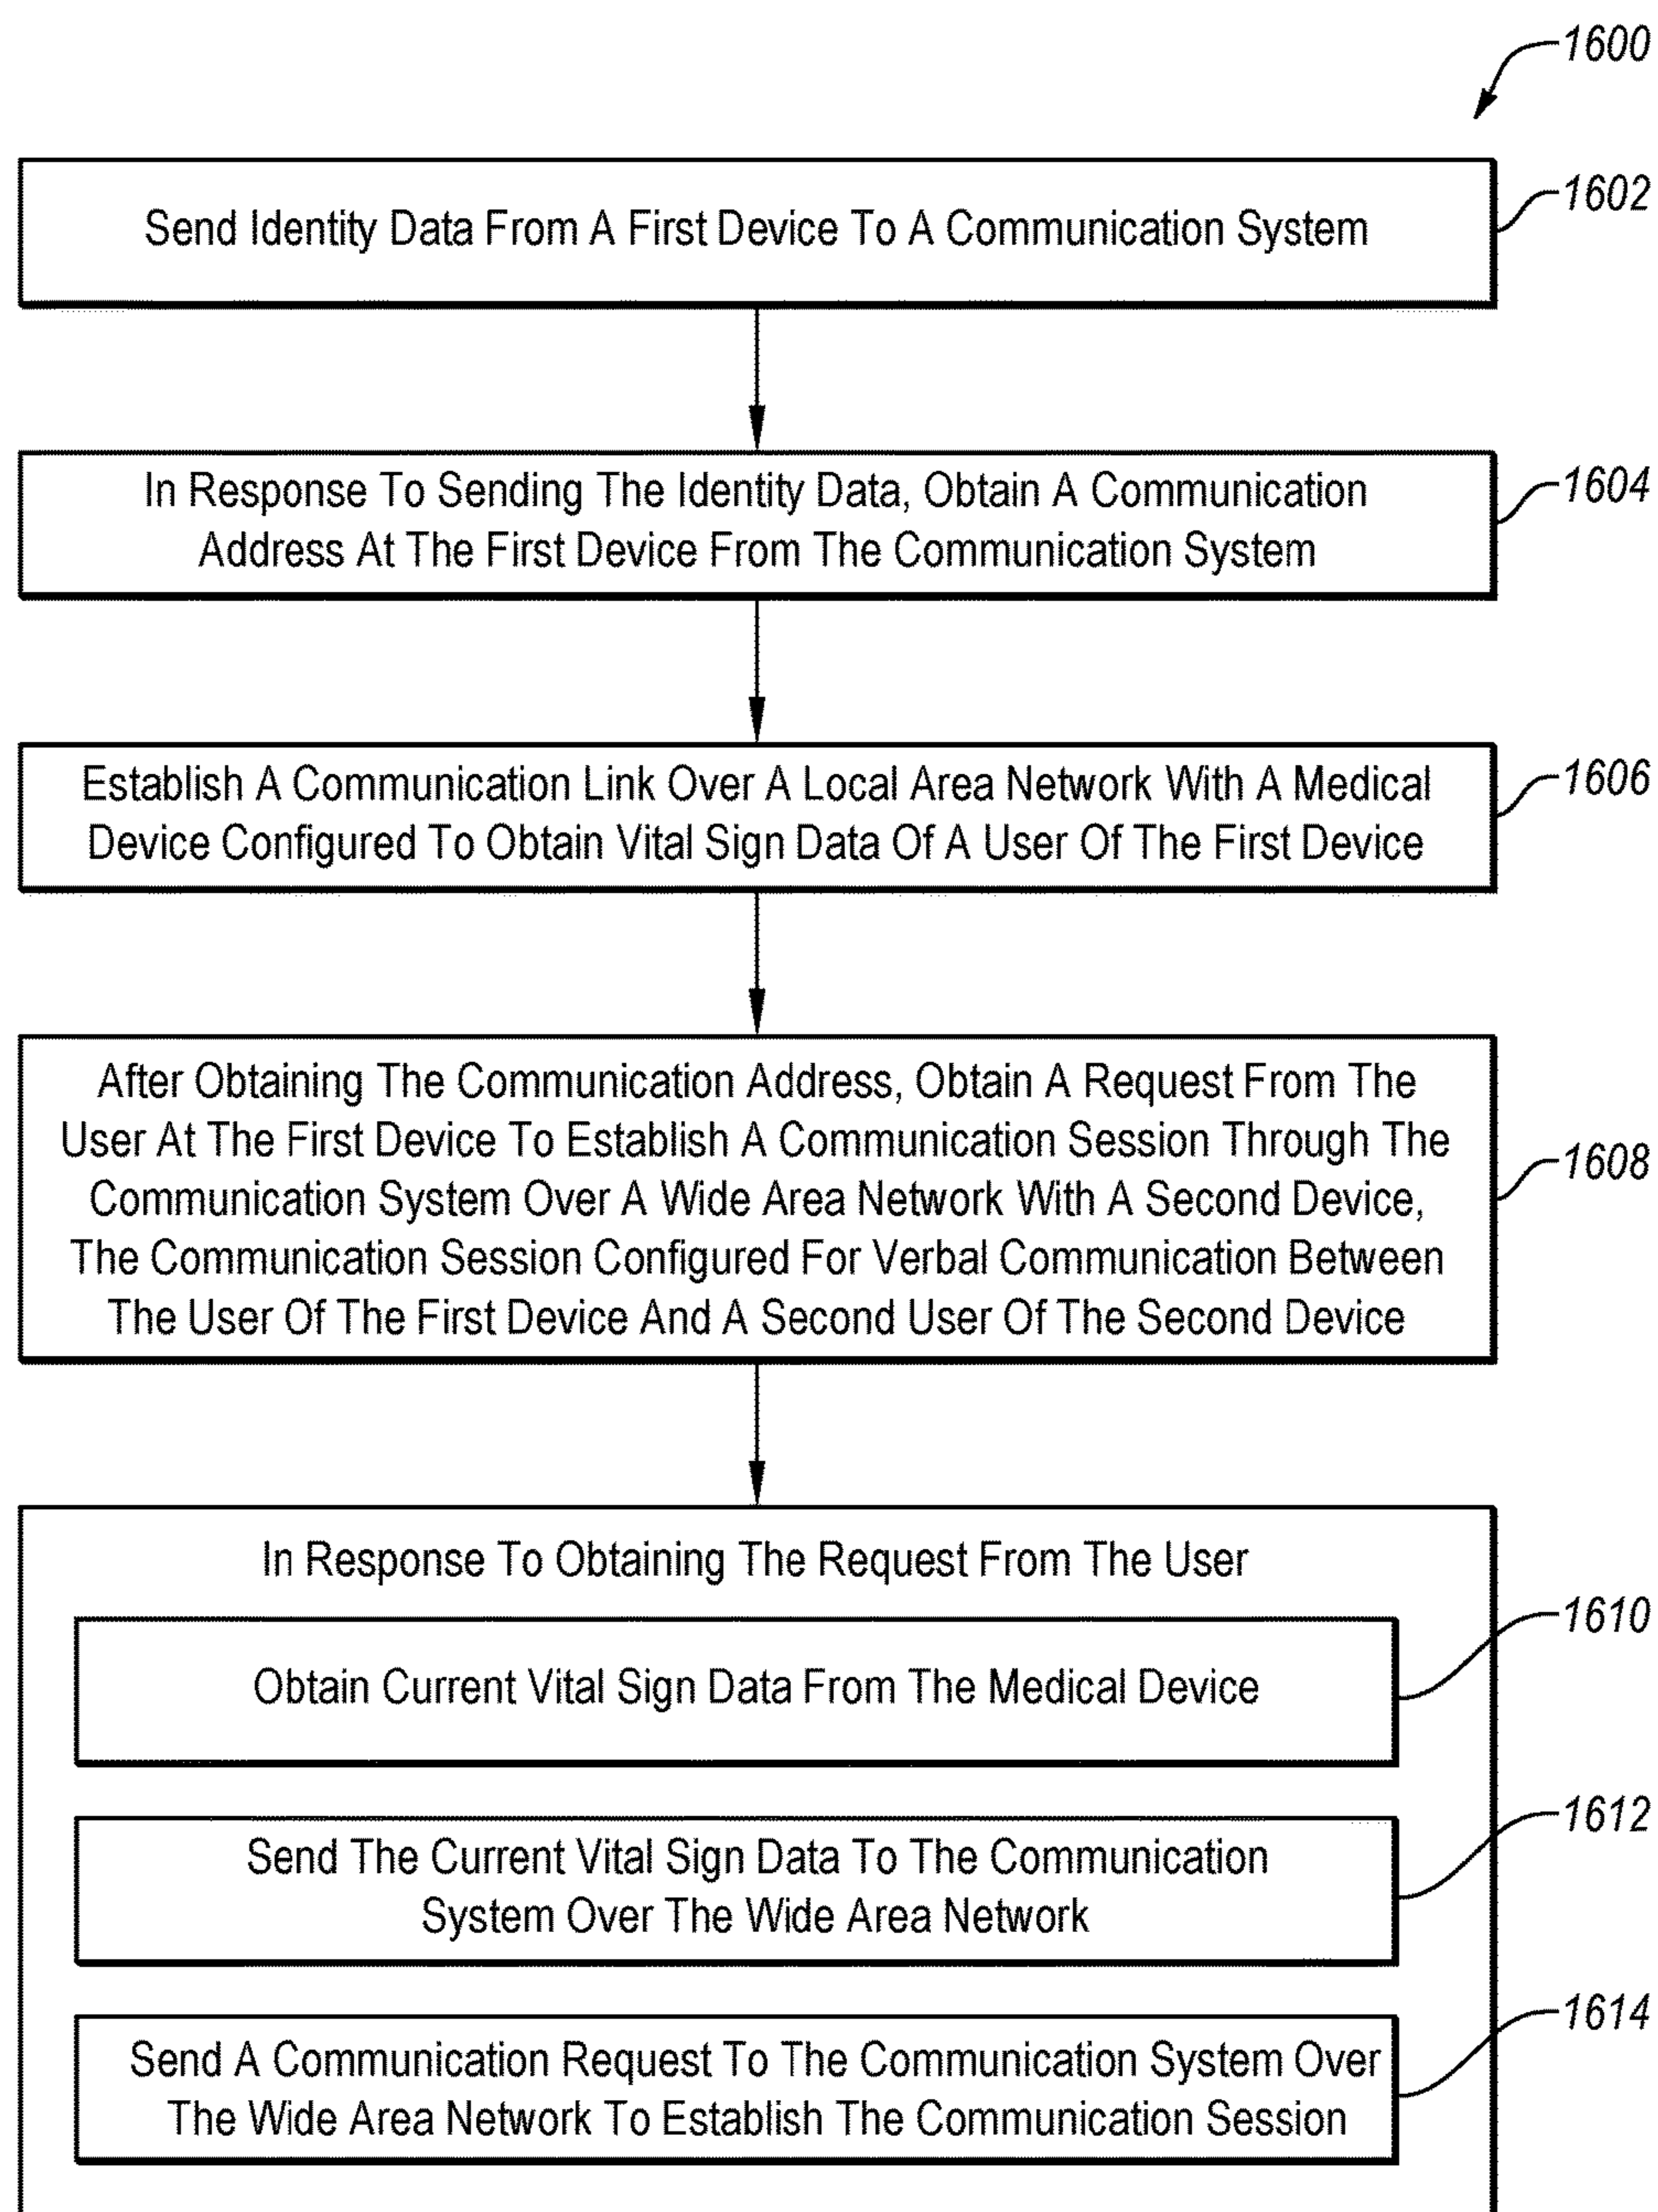 1600
1602
Send Identity Data From A First Device To A Communication System
1604
In Response To Sending The Identity Data, Obtain A Communication
Address At The First Device From The Communication System
1606
Establish A Communication Link Over A Local Area Network With A Medical
Device Configured To Obtain Vital Sign Data Of A User Of The First Device
After Obtaining The Communication Address, Obtain A Request From The
User At The First Device To Establish A Communication Session Through The
1608
Communication System Over A Wide Area Network With A Second Device,
The Communication Session Configured For Verbal Communication Between
The User Of The First Device And A Second User Of The Second Device
In Response To Obtaining The Request From The User
1610
Obtain Current Vital Sign Data From The Medical Device
1612
Send The Current Vital Sign Data To The Communication
System Over The Wide Area Network
1614
Send A Communication Request To The Communication System Over
The Wide Area Network To Establish The Communication Session